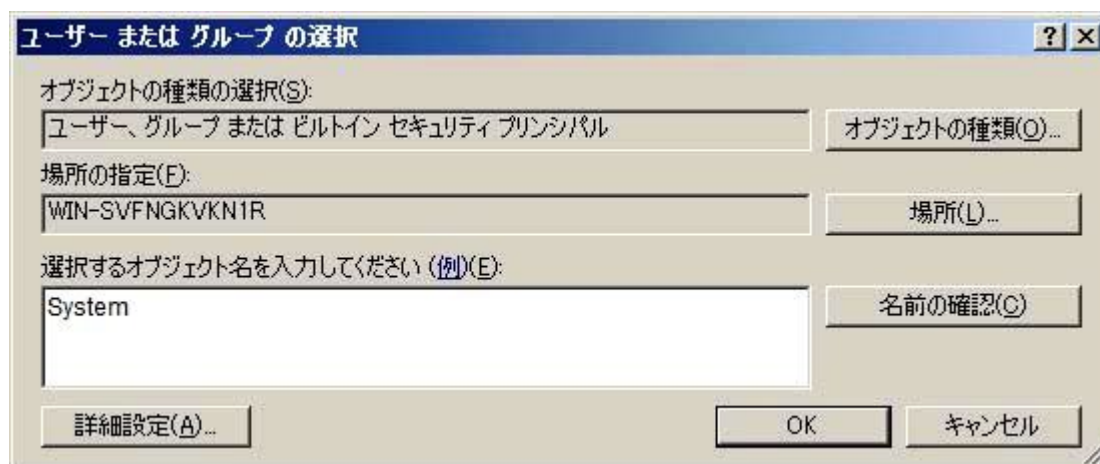 ユーザー または グループ の選択
オブジェクトの種類の選択(S):
ユーザー、グループ または ビルトイン セキュリティ プリンシパル
オブジェクトの種類(O)...
場所の指定(F):
WIN-SVFNGKVKN1R
場所(L)...
選択するオブジェクト名を入力してください (例)(E):
System
名前の確認(C)
詳細設定(A)...
OK
キャンセル